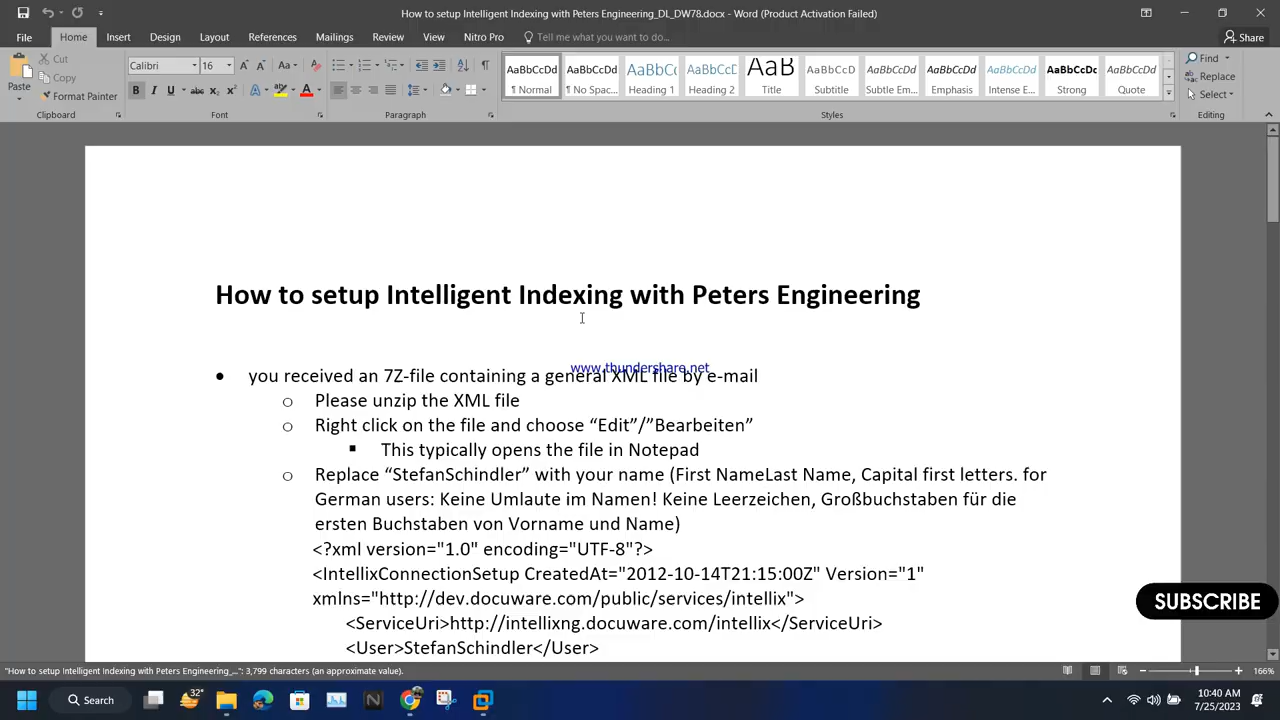 How to setup Intelligent Indexing with Peters Engineering_DL_DW78.docx - Word (Product Activation Failed)
File Home Insert Design Layout References Mailings Review View Nitro Pro Tell me what you want to do... Share
Paste Cut Copy Format Painter
Clipboard
Calibri 16
Font
Paragraph
AaBbCcDd ¶ Normal
AaBbCcDd ¶ No Spac...
AaBbC( Heading 1
AaBbCcD Heading 2
AaB Title
AaBbCcD Subtitle
AaBbCcDd Subtle Em...
AaBbCcDd Emphasis
AaBbCcDd Intense E...
AaBbCcDc Strong
AaBbCcDd Quote
Styles
Find
Replace
Select
Editing
How to setup Intelligent Indexing with Peters Engineering
www.thundershare.net
• you received an 7Z-file containing a general XML file by e-mail
o Please unzip the XML file
o Right click on the file and choose “Edit”/”Bearbeiten”
▪ This typically opens the file in Notepad
o Replace “StefanSchindler” with your name (First NameLast Name, Capital first letters. for
German users: Keine Umlaute im Namen! Keine Leerzeichen, Großbuchstaben für die
ersten Buchstaben von Vorname und Name)
<?xml version="1.0" encoding="UTF-8"?>
<IntellixConnectionSetup CreatedAt="2012-10-14T21:15:00Z" Version="1"
xmlns="http://dev.docuware.com/public/services/intellix">
<ServiceUri>http://intellixng.docuware.com/intellix</ServiceUri>
<User>StefanSchindler</User>
SUBSCRIBE
"How to setup Intelligent Indexing with Peters Engineering_...": 3,799 characters (an approximate value).
166%
Search
32°
10:40 AM
7/25/2023